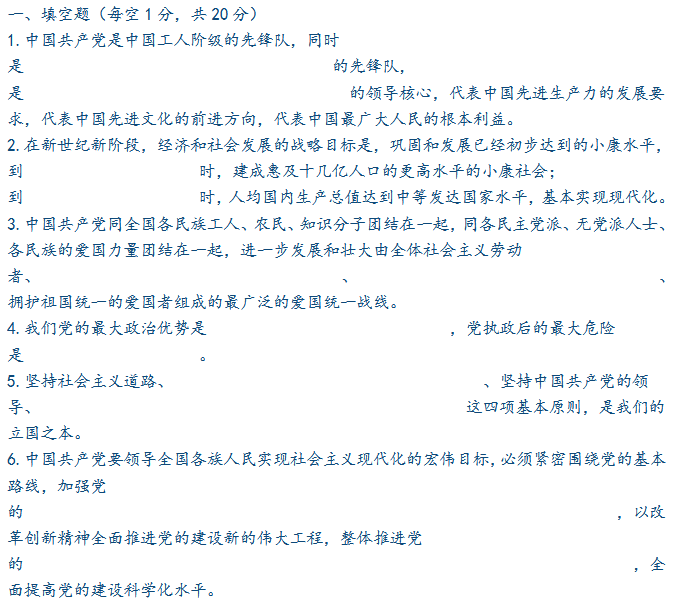 一、填空题（每空1分，共20分）
1.中国共产党是中国工人阶级的先锋队，同时
是 的先锋队，
是 的领导核心，代表中国先进生产力的发展要
求，代表中国先进文化的前进方向，代表中国最广大人民的根本利益。
2.在新世纪新阶段，经济和社会发展的战略目标是，巩固和发展已经初步达到的小康水平，
到 时，建成惠及十几亿人口的更高水平的小康社会；
到 时，人均国内生产总值达到中等发达国家水平，基本实现现代化。
3.中国共产党同全国各民族工人、农民、知识分子团结在一起，同各民主党派、无党派人士、
各民族的爱国力量团结在一起，进一步发展和壮大由全体社会主义劳动
者、 、 、
拥护祖国统一的爱国者组成的最广泛的爱国统一战线。
4.我们党的最大政治优势是 ，党执政后的最大危险
是 。
5.坚持社会主义道路、 、坚持中国共产党的领
导、 这四项基本原则，是我们的
立国之本。
6.中国共产党要领导全国各族人民实现社会主义现代化的宏伟目标，必须紧密围绕党的基本
路线，加强党
的 ，以改
革创新精神全面推进党的建设新的伟大工程，整体推进党
的 ，全
面提高党的建设科学化水平。